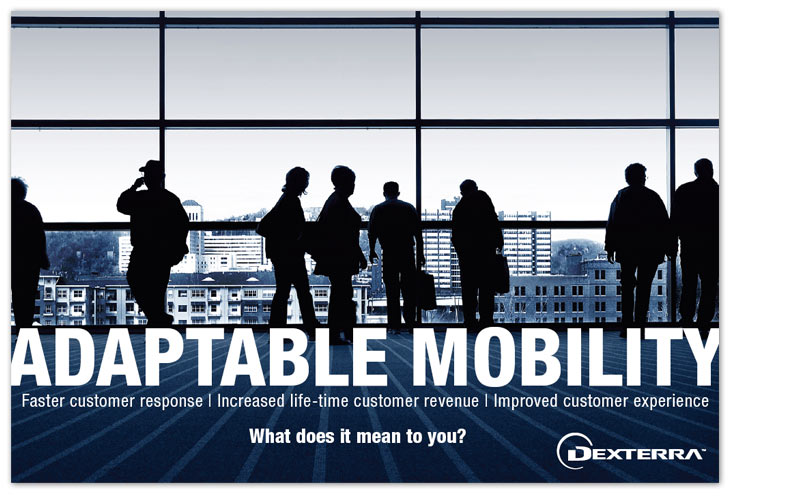 ADAPTABLE MOBILITY
Faster customer response | Increased life-time customer revenue | Improved customer experience
What does it mean to you?
DEXTERRA™